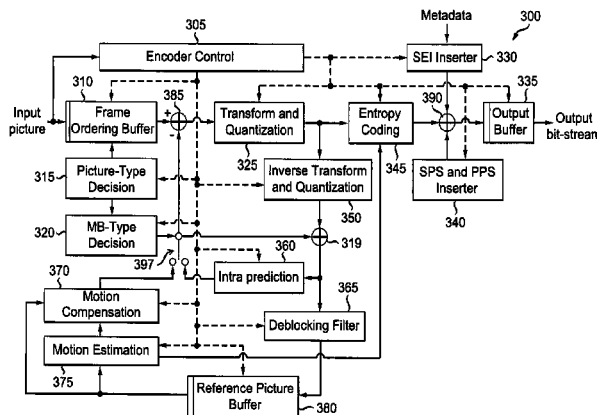 Metadata
300
305
Encoder Control
SEI Inserter
330
310
385
335
390
Input
picture
Frame
Ordering Buffer
+
-
Transform and
Quantization
325
Entropy
Coding
345
Output
Buffer
Output
bit-stream
315
Picture-Type
Decision
Inverse Transform
and Quantization
350
SPS and PPS
Inserter
340
320
MB-Type
Decision
319
397
360
Intra prediction
370
Motion
Compensation
365
Deblocking Filter
Motion Estimation
375
Reference Picture
Buffer
380